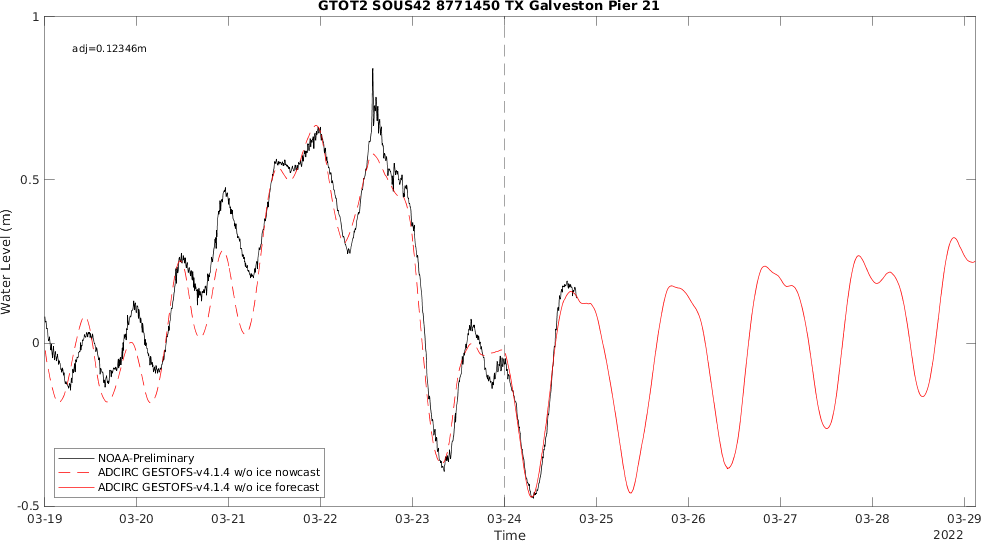 GTOT2 SOUS42 8771450 TX Galveston Pier 21
adj=0.12346m
1
0.5
0
-0.5
Water Level (m)
NOAA-Preliminary
ADCIRC GESTOFS-v4.1.4 w/o ice nowcast
ADCIRC GESTOFS-v4.1.4 w/o ice forecast
03-19 03-20 03-21 03-22 03-23 03-24 03-25 03-26 03-27 03-28 03-29
Time 2022